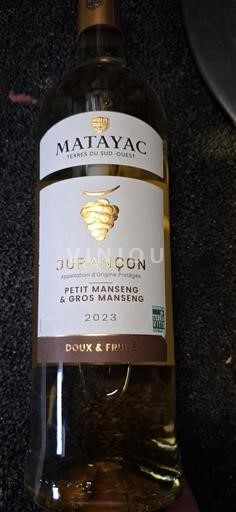 MATAYAC
TERRES DU SUD-OUEST
JURANÇON
Appellation d'Origine Protégée
PETIT MANSENG
& GROS MANSENG
2023
DOUX & FRUITÉ